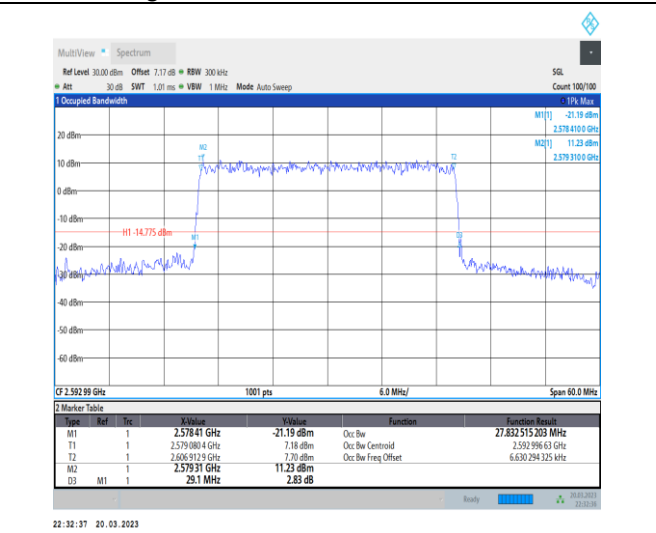 MultiView Spectrum
Ref Level 30.00 dBm Offset 7.17 dB RBW 300 kHz SGL
Att 30 dB SWT 1.01 ms VBW 1 MHz Mode Auto Sweep Count 100/100
1 Occupied Bandwidth 1Pk Max
M1[1] -21.19 dBm
2.578 410 0 GHz
M2[1] 11.23 dBm
2.579 310 0 GHz
20 dBm
M2
T1
T2
10 dBm
0 dBm
-10 dBm
H1 -14.775 dBm
M1
D3
-20 dBm
-30 dBm
-40 dBm
-50 dBm
-60 dBm
CF 2.592 99 GHz 1001 pts 6.0 MHz/ Span 60.0 MHz
2 Marker Table
Type Ref Trc X-Value Y-Value Function Function Result
M1 1 2.578 41 GHz -21.19 dBm Occ Bw 27.832 515 203 MHz
T1 1 2.579 080 4 GHz 7.18 dBm Occ Bw Centroid 2.592 996 63 GHz
T2 1 2.606 912 9 GHz 7.70 dBm Occ Bw Freq Offset 6.630 294 325 kHz
M2 1 2.579 31 GHz 11.23 dBm
D3 M1 1 29.1 MHz 2.83 dB
Ready 20.03.2023
22:32:38
22:32:37 20.03.2023